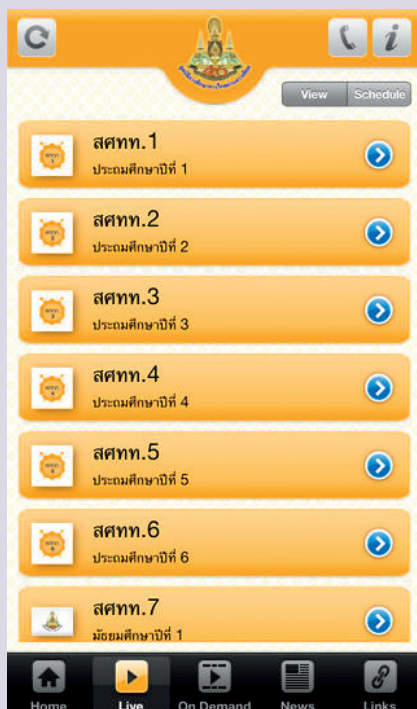 View Schedule
สศทท.1
ประถมศึกษาปีที่ 1
สศทท.2
ประถมศึกษาปีที่ 2
สศทท.3
ประถมศึกษาปีที่ 3
สศทท.4
ประถมศึกษาปีที่ 4
สศทท.5
ประถมศึกษาปีที่ 5
สศทท.6
ประถมศึกษาปีที่ 6
สศทท.7
มัธยมศึกษาปีที่ 1
Home Live On Demand News Links